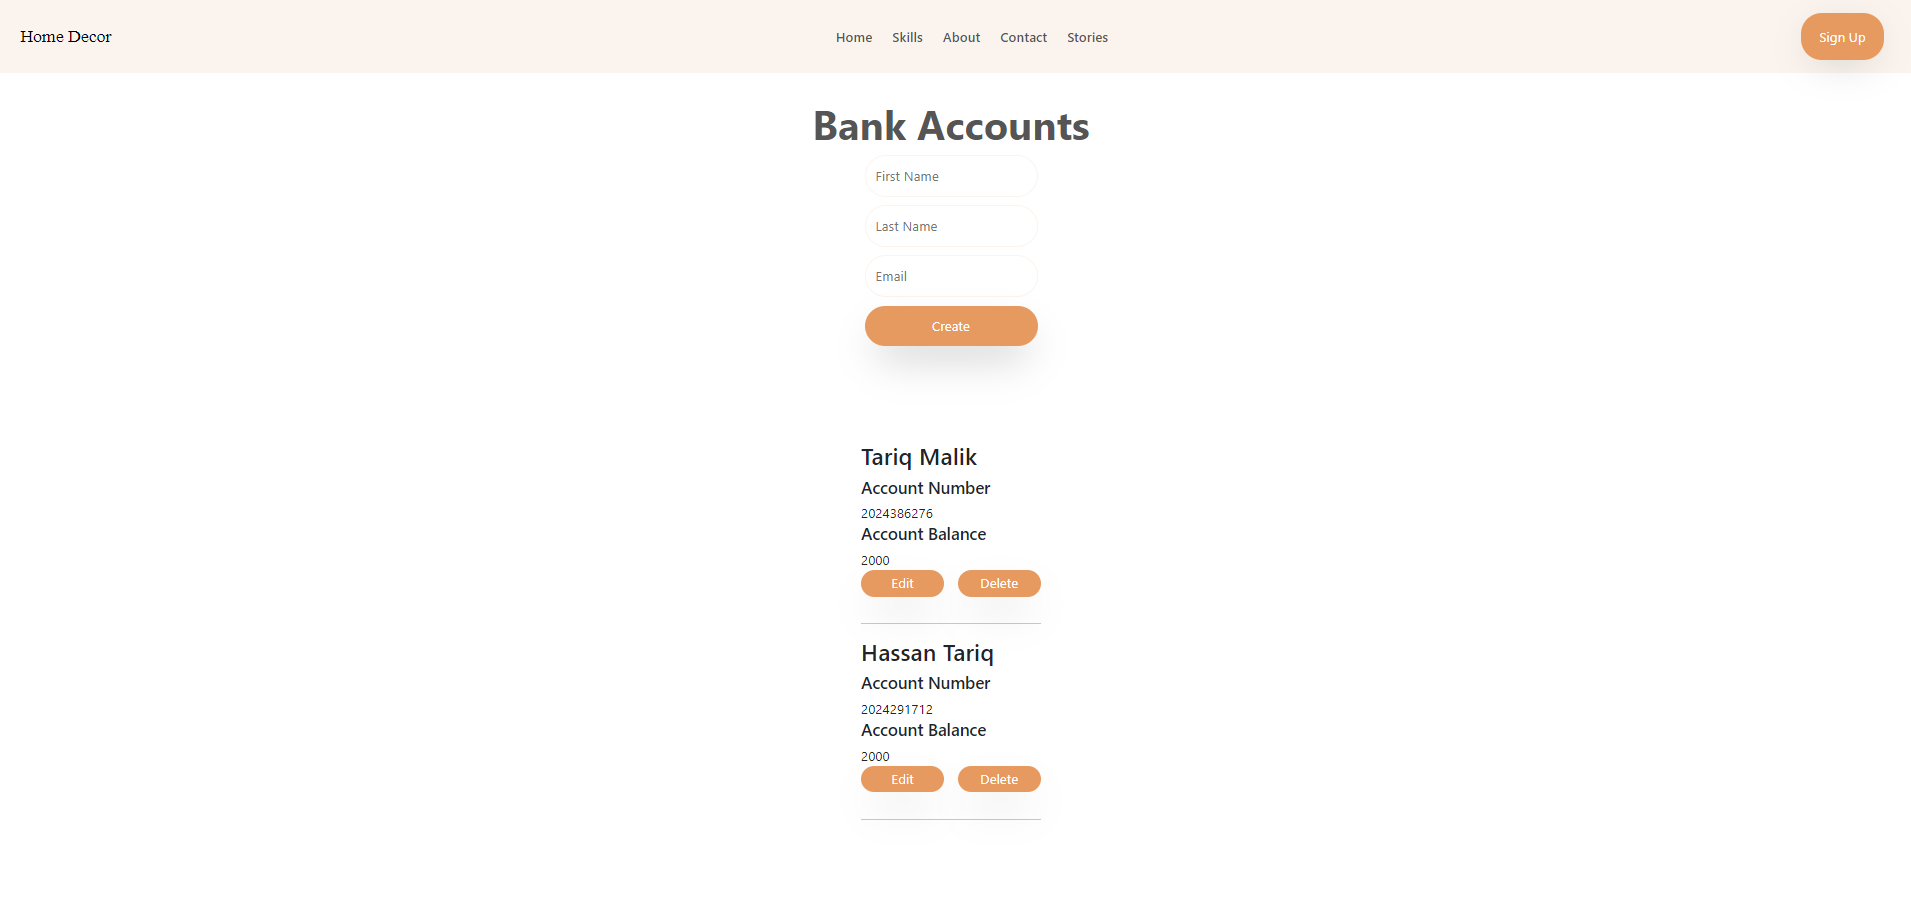 Home Decor
Home Skills About Contact Stories
Sign Up
Bank Accounts
First Name
Last Name
Email
Create
Tariq Malik
Account Number
2024386276
Account Balance
2000
Edit Delete
Hassan Tariq
Account Number
2024291712
Account Balance
2000
Edit Delete